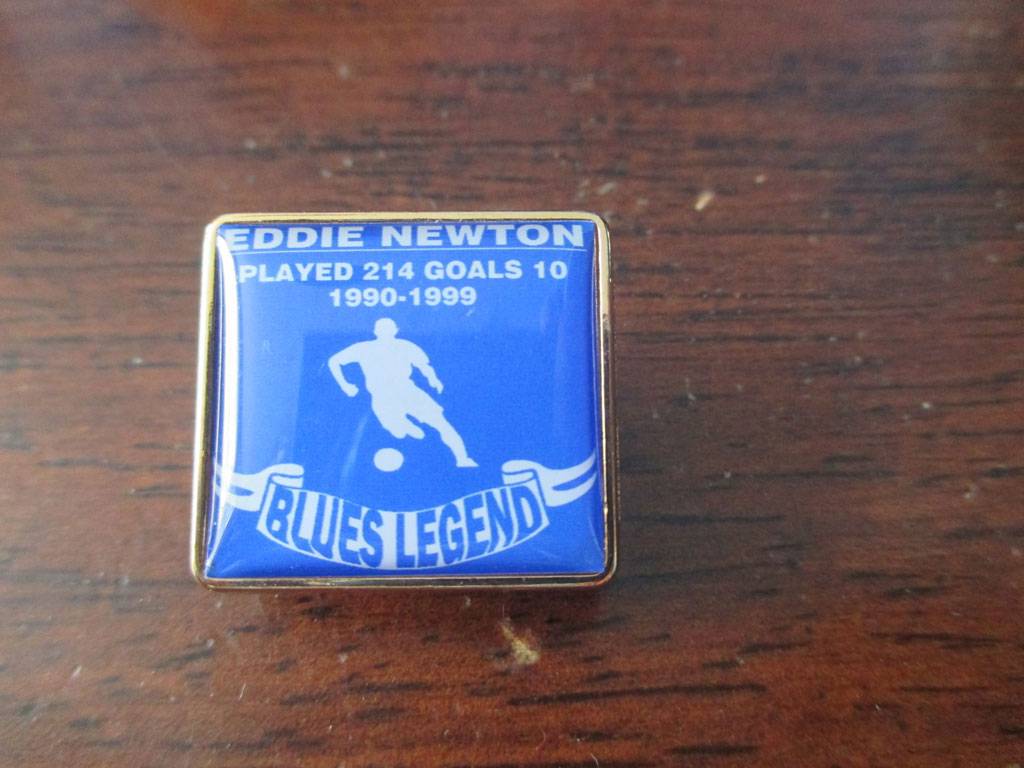 EDDIE NEWTON
PLAYED 214 GOALS 10
1990-1999
BLUES LEGEND